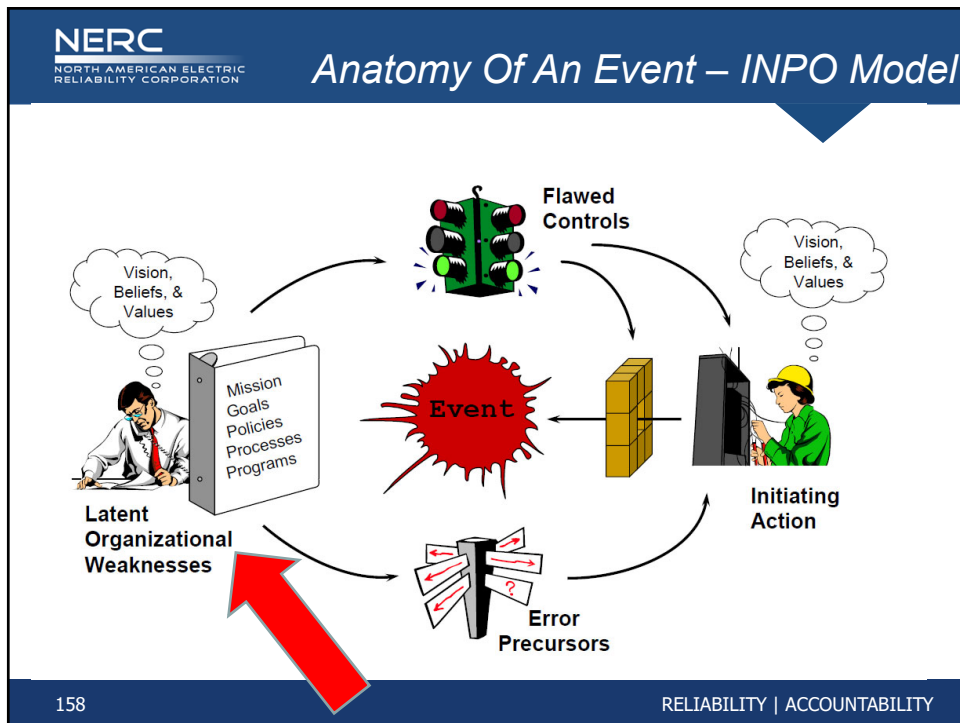 NERC
NORTH AMERICAN ELECTRIC
RELIABILITY CORPORATION
Anatomy Of An Event – INPO Model
Flawed
Controls
Vision,
Beliefs, &
Values
Vision,
Beliefs, &
Values
Mission
Goals
Policies
Processes
Programs
Event
Latent
Organizational
Weaknesses
Initiating
Action
?
Error
Precursors
158
RELIABILITY | ACCOUNTABILITY